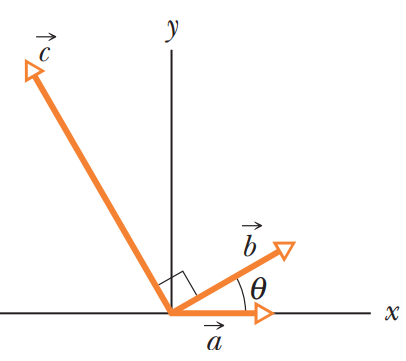 y
c⃗
b⃗
θ
x
a⃗